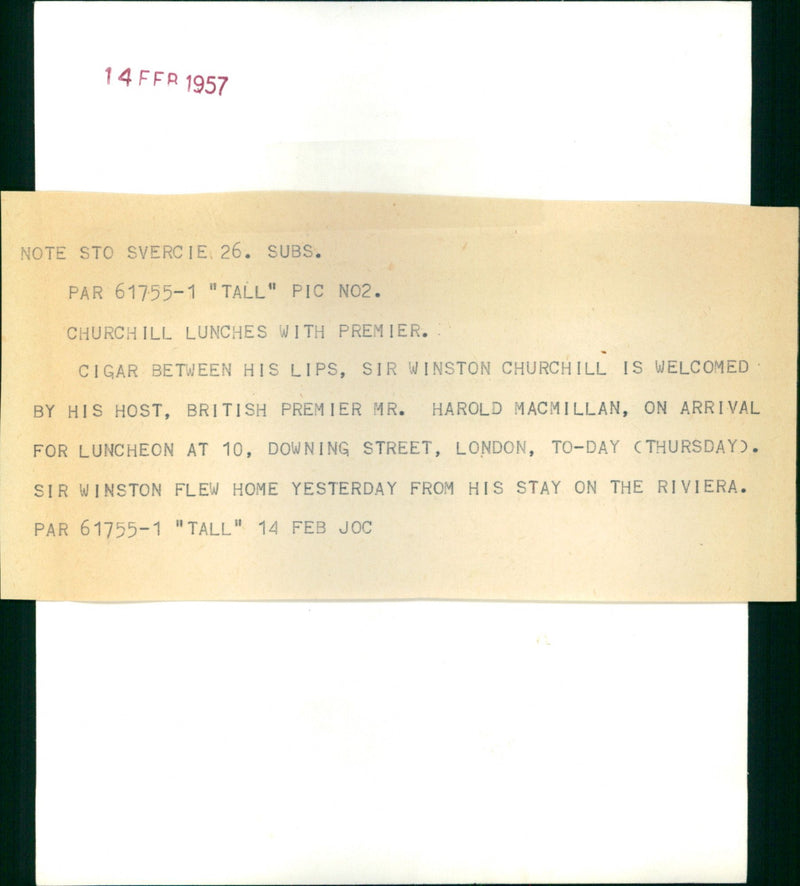 14 FEB 1957
NOTE STO SVERCIE 26. SUBS.
PAR 61755-1 "TALL" PIC NO2.
CHURCHILL LUNCHES WITH PREMIER.
CIGAR BETWEEN HIS LIPS, SIR WINSTON CHURCHILL IS WELCOMED
BY HIS HOST, BRITISH PREMIER MR. HAROLD MACMILLAN, ON ARRIVAL
FOR LUNCHEON AT 10, DOWNING STREET, LONDON, TO-DAY (THURSDAY).
SIR WINSTON FLEW HOME YESTERDAY FROM HIS STAY ON THE RIVIERA.
PAR 61755-1 "TALL" 14 FEB JOC